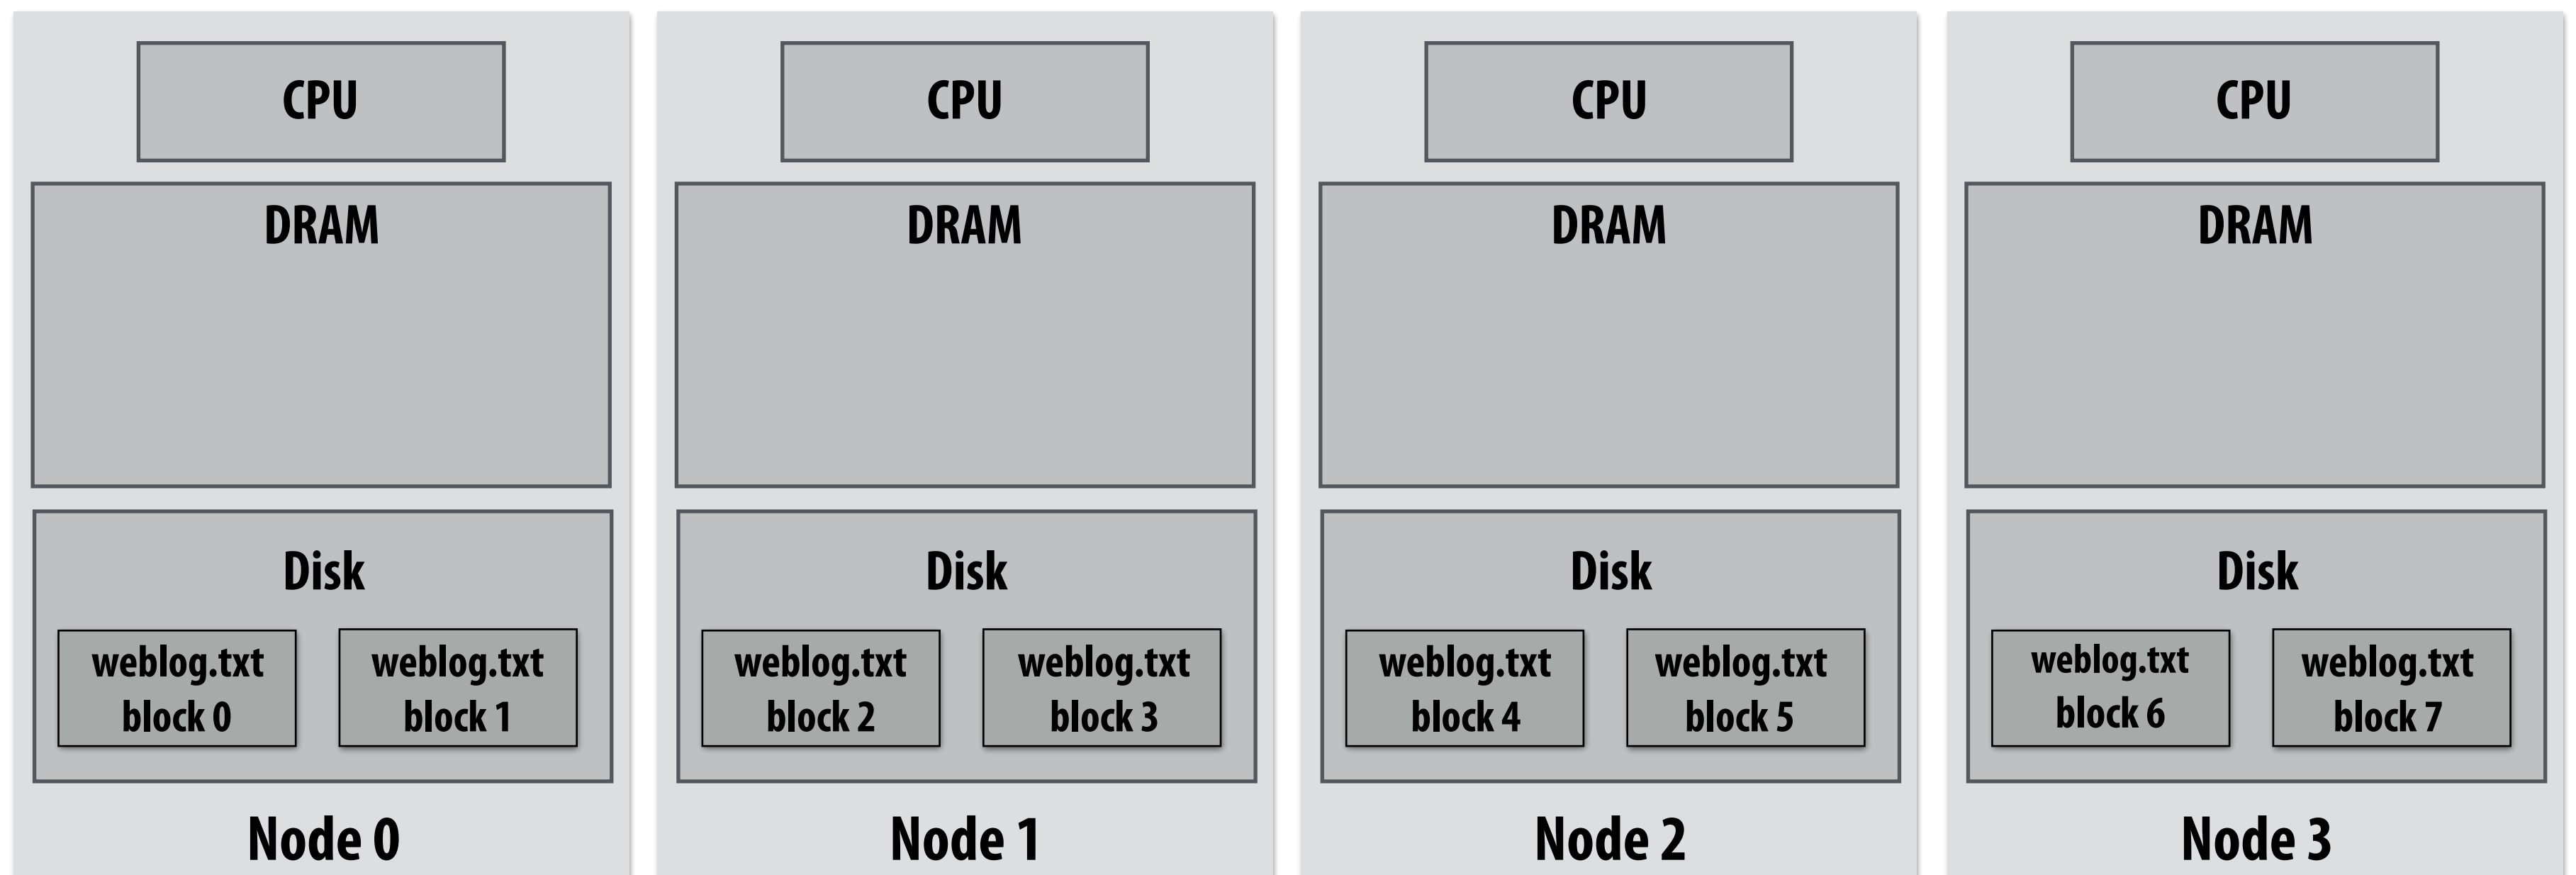 CPU
DRAM
Disk
weblog.txt
block 0
weblog.txt
block 1
Node 0
CPU
DRAM
Disk
weblog.txt
block 2
weblog.txt
block 3
Node 1
CPU
DRAM
Disk
weblog.txt
block 4
weblog.txt
block 5
Node 2
CPU
DRAM
Disk
weblog.txt
block 6
weblog.txt
block 7
Node 3